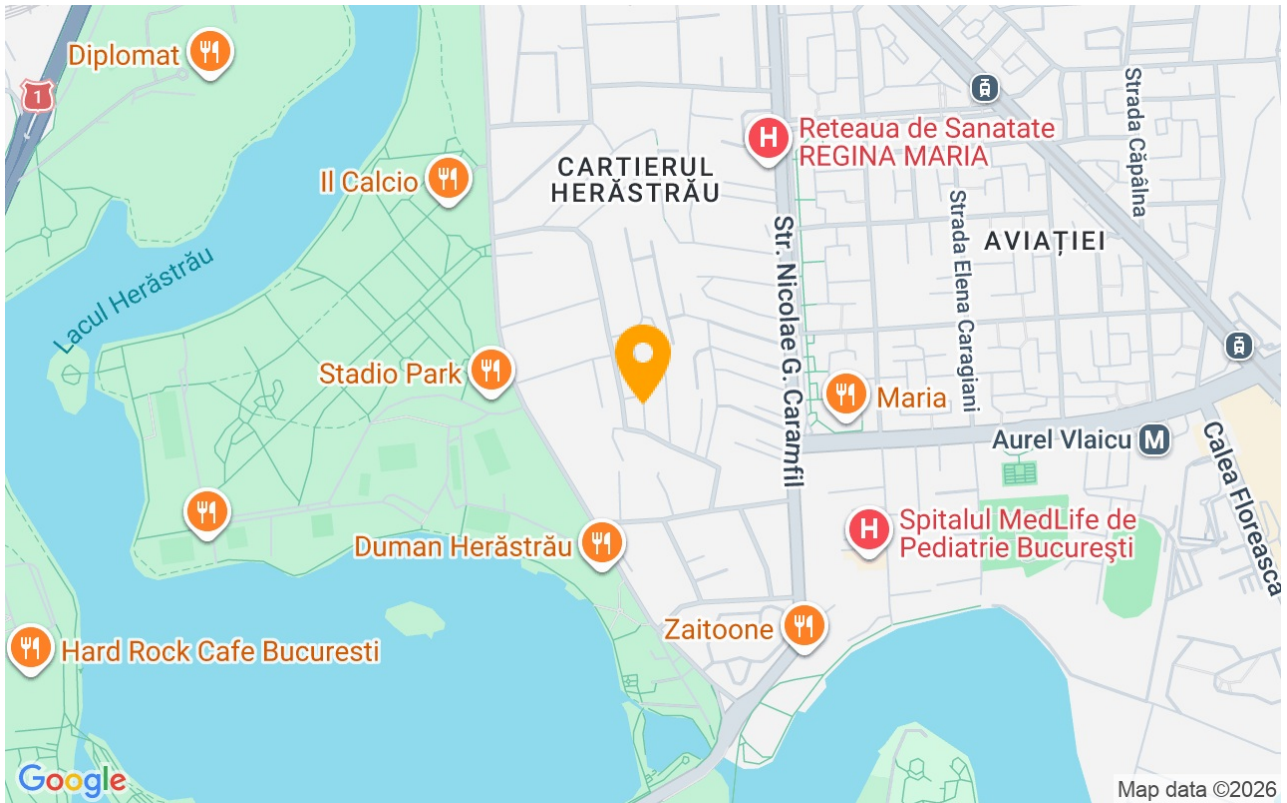 Diplomat
1
Il Calcio
CARTIERUL
HERĂSTRĂU
H
Reteaua de Sanatate
REGINA MARIA
Strada Căpâlna
Strada Elena Caragiani
AVIAȚIEI
Str. Nicolae G. Caramfil
Lacul Herăstrău
Stadio Park
Maria
Aurel Vlaicu M
Calea Florească
H
Spitalul MedLife de
Pediatrie București
Duman Herăstrău
Zaitoone
Hard Rock Cafe Bucuresti
Google
Map data ©2026